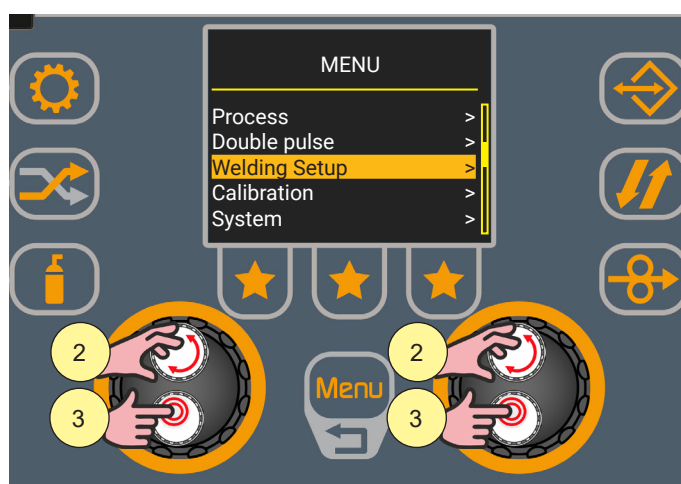 MENU
Process >
Double pulse >
Welding Setup >
Calibration >
System >
2
2
3
3
Menu